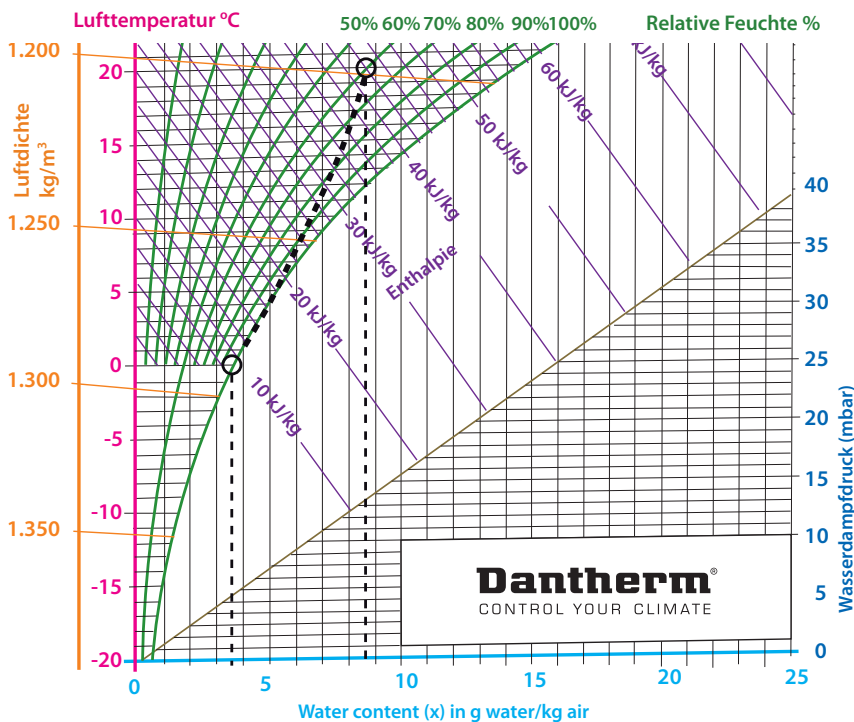 Lufttemperatur °C
50% 60% 70% 80% 90% 100%
Relative Feuchte %
1.200
1.250
1.300
1.350
Luftdichte
kg/m³
20
15
10
5
0
-5
-10
-15
-20
10 kJ/kg
20 kJ/kg
30 kJ/kg
40 kJ/kg
50 kJ/kg
60 kJ/kg
kJ/kg
Enthalpie
40
35
30
25
20
15
10
5
0
Wasserdampfdruck (mbar)
Dantherm®
CONTROL YOUR CLIMATE
0 5 10 15 20 25
Water content (x) in g water/kg air